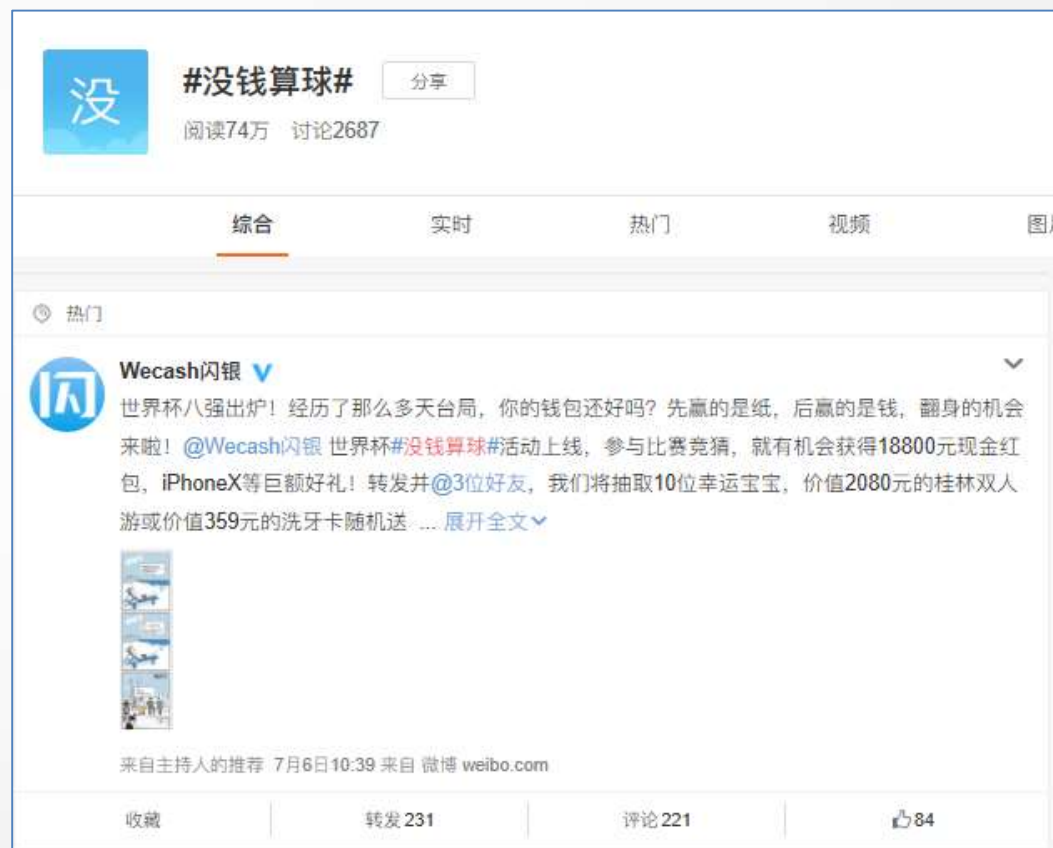 没
#没钱算球#
分享
阅读74万 讨论2687
综合 实时 热门 视频 图
热门
闪
Wecash闪银
世界杯八强出炉！经历了那么多天台局，你的钱包还好吗？先赢的是纸，后赢的是钱，翻身的机会
来啦！@Wecash闪银 世界杯#没钱算球#活动上线，参与比赛竞猜，就有机会获得18800元现金红
包，iPhoneX等巨额好礼！转发并@3位好友，我们将抽取10位幸运宝宝，价值2080元的桂林双人
游或价值359元的洗牙卡随机送 ... 展开全文
来自主持人的推荐 7月6日10:39 来自 微博 weibo.com
收藏 转发 231 评论 221 84